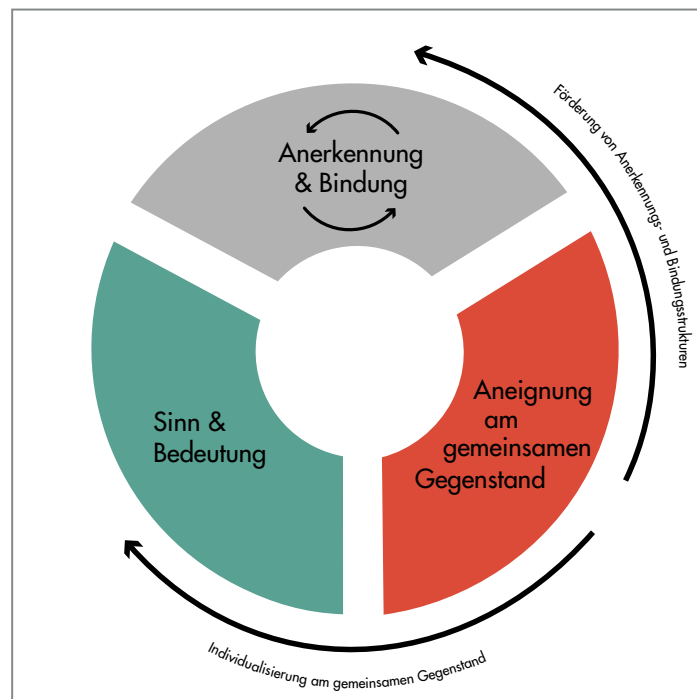 Anerkennung
& Bindung
Förderung von Anerkennungs- und Bindungsstrukturen
Aneignung
am
gemeinsamen
Gegenstand
Sinn &
Bedeutung
Individualisierung am gemeinsamen Gegenstand